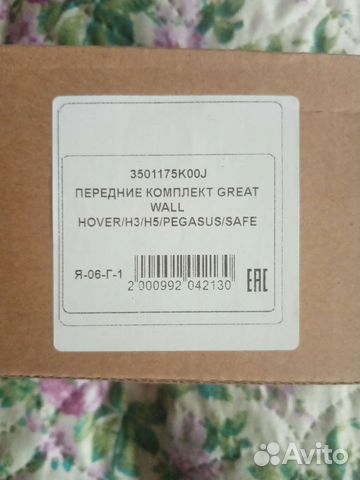 3501175K00J
ПЕРЕДНИЕ КОМПЛЕКТ GREAT
WALL
HOVER/H3/H5/PEGASUS/SAFE
Я-06-Г-1
2 000992 042130
EAC
Avito